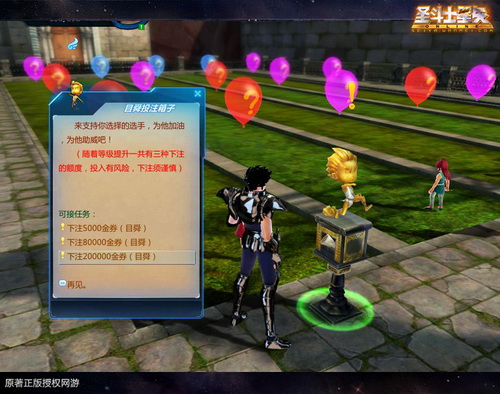 圣斗士星矢
ONLINE
SEIYA.WANMEI.COM
目舜投注箱子
来支持你选择的选手，为他加油
，为他助威吧！
（随着等级提升一共有三种下注
的额度，投入有风险，下注须谨慎）
可接任务：
下注5000金券（目舜）
下注80000金券（目舜）
下注200000金券（目舜）
再见。
原著正版授权网游